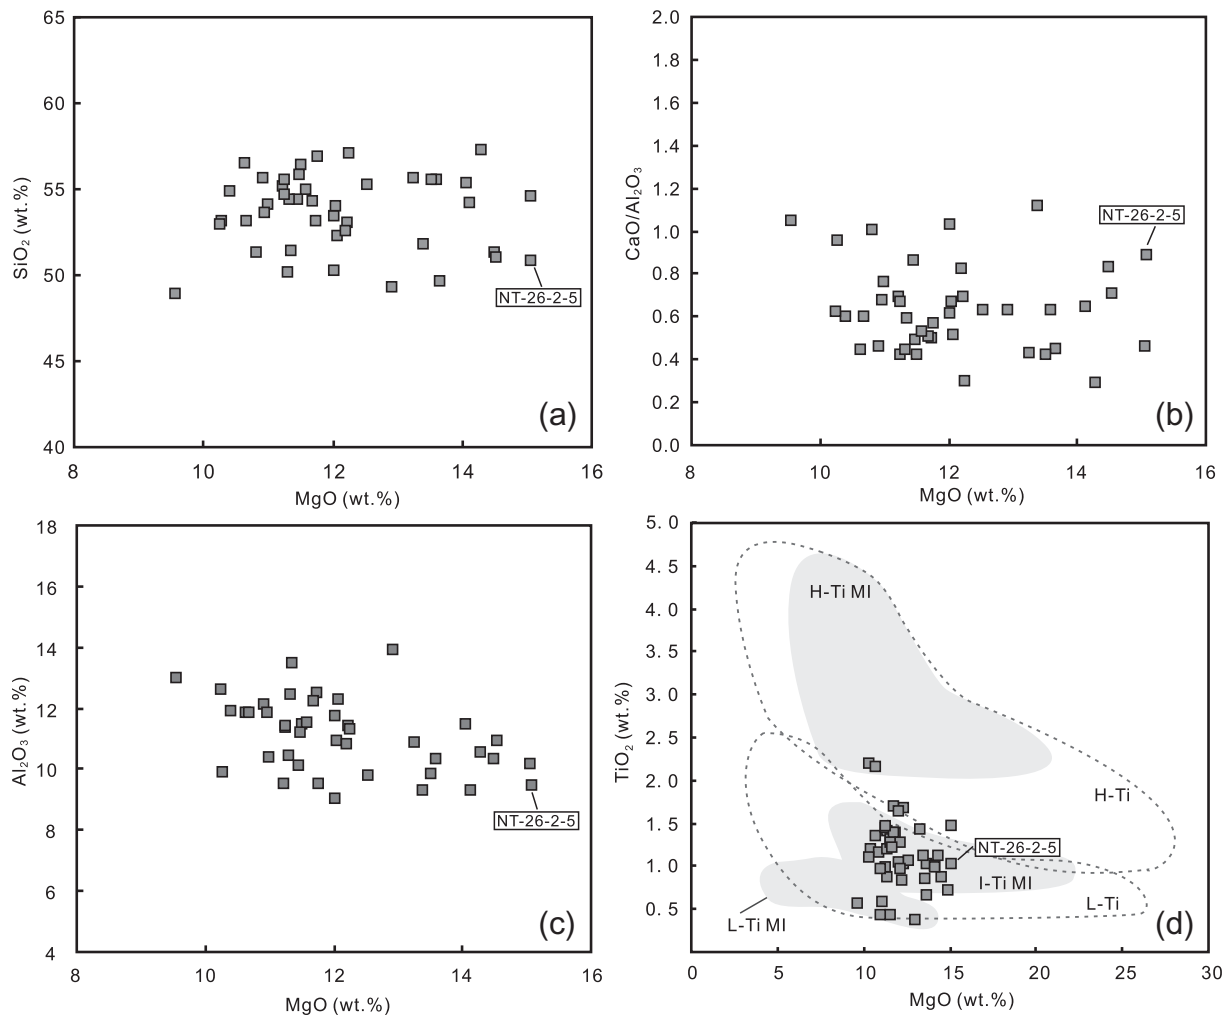 65
60
55
50
45
40
SiO₂ (wt.%)
NT-26-2-5
(a)
8
10
12
14
16
MgO (wt.%)
2.0
1.8
1.6
1.4
1.2
1.0
0.8
0.6
0.4
0.2
0.0
CaO/Al₂O₃
NT-26-2-5
(b)
8
10
12
14
16
MgO (wt.%)
18
16
14
12
10
8
6
4
Al₂O₃ (wt.%)
NT-26-2-5
(c)
8
10
12
14
16
MgO (wt.%)
5.0
4.5
4.0
3.5
3.0
2.5
2.0
1.5
1.0
0.5
TiO₂ (wt.%)
H-Ti MI
H-Ti
NT-26-2-5
I-Ti MI
L-Ti
L-Ti MI
(d)
0
5
10
15
20
25
30
MgO (wt.%)